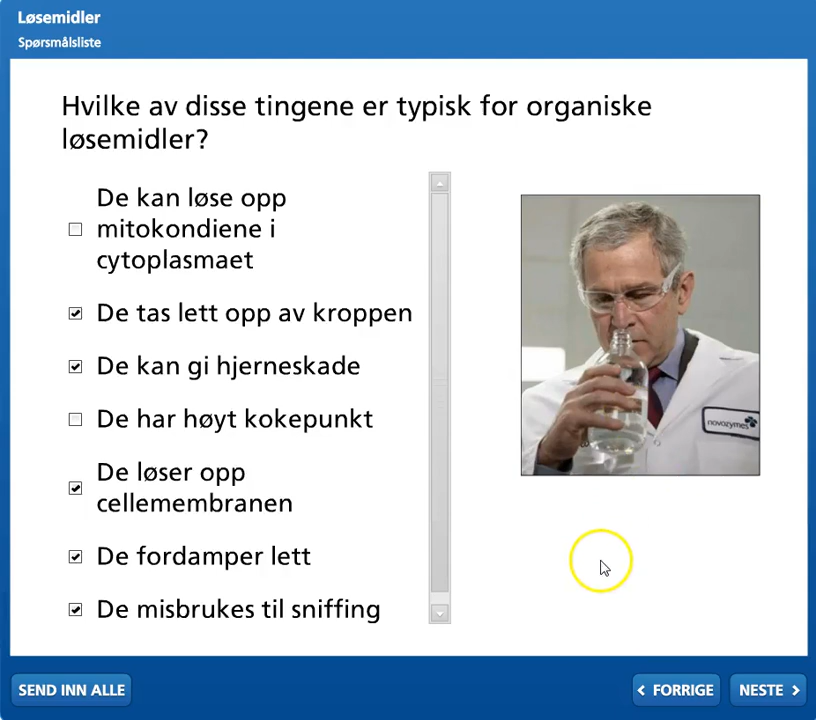 Løsemidler
Spørsmålsliste
Hvilke av disse tingene er typisk for organiske
løsemidler?
De kan løse opp
mitokondiene i
cytoplasmaet
De tas lett opp av kroppen
De kan gi hjerneskade
De har høyt kokepunkt
De løser opp
cellemembranen
De fordamper lett
De misbrukes til sniffing
novozymes
SEND INN ALLE
FORRIGE
NESTE